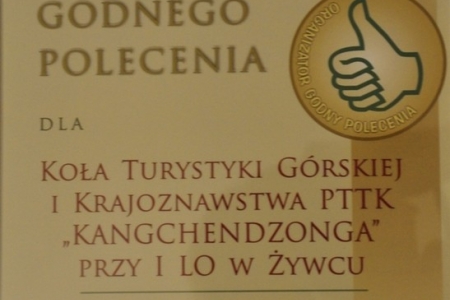 GODNEGO
POLECENIA
ORGANIZATOR GODNY POLECENIA
DLA
KOŁA TURYSTYKI GÓRSKIEJ
I KRAJOZNAWSTWA PTTK
„KANGCHENDZONGA”
PRZY I LO W ŻYWCU